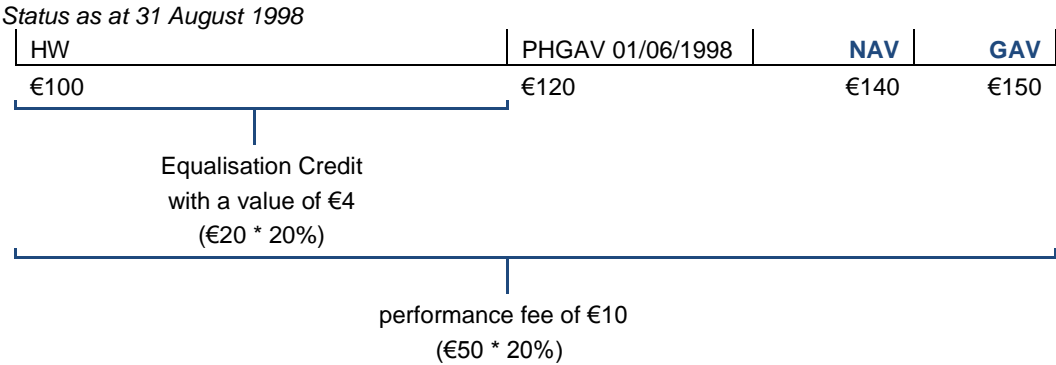 Status as at 31 August 1998
HW PHGAV 01/06/1998 NAV GAV
€100 €120 €140 €150
Equalisation Credit
with a value of €4
(€20 * 20%)
performance fee of €10
(€50 * 20%)